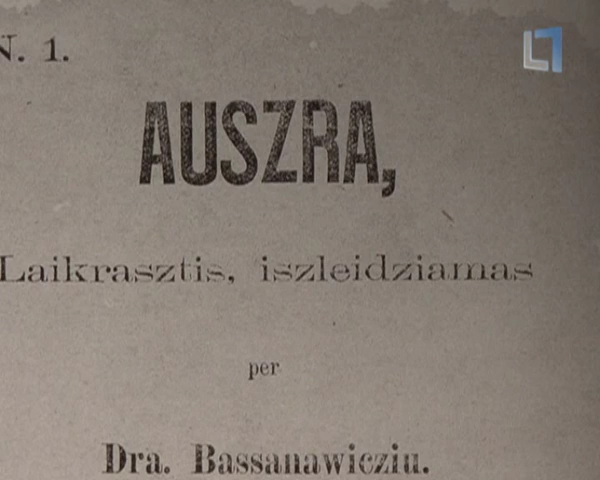 N. 1.
AUSZRA,
Laikrasztis, iszleidziamas
per
Dra. Bassanawicziu.